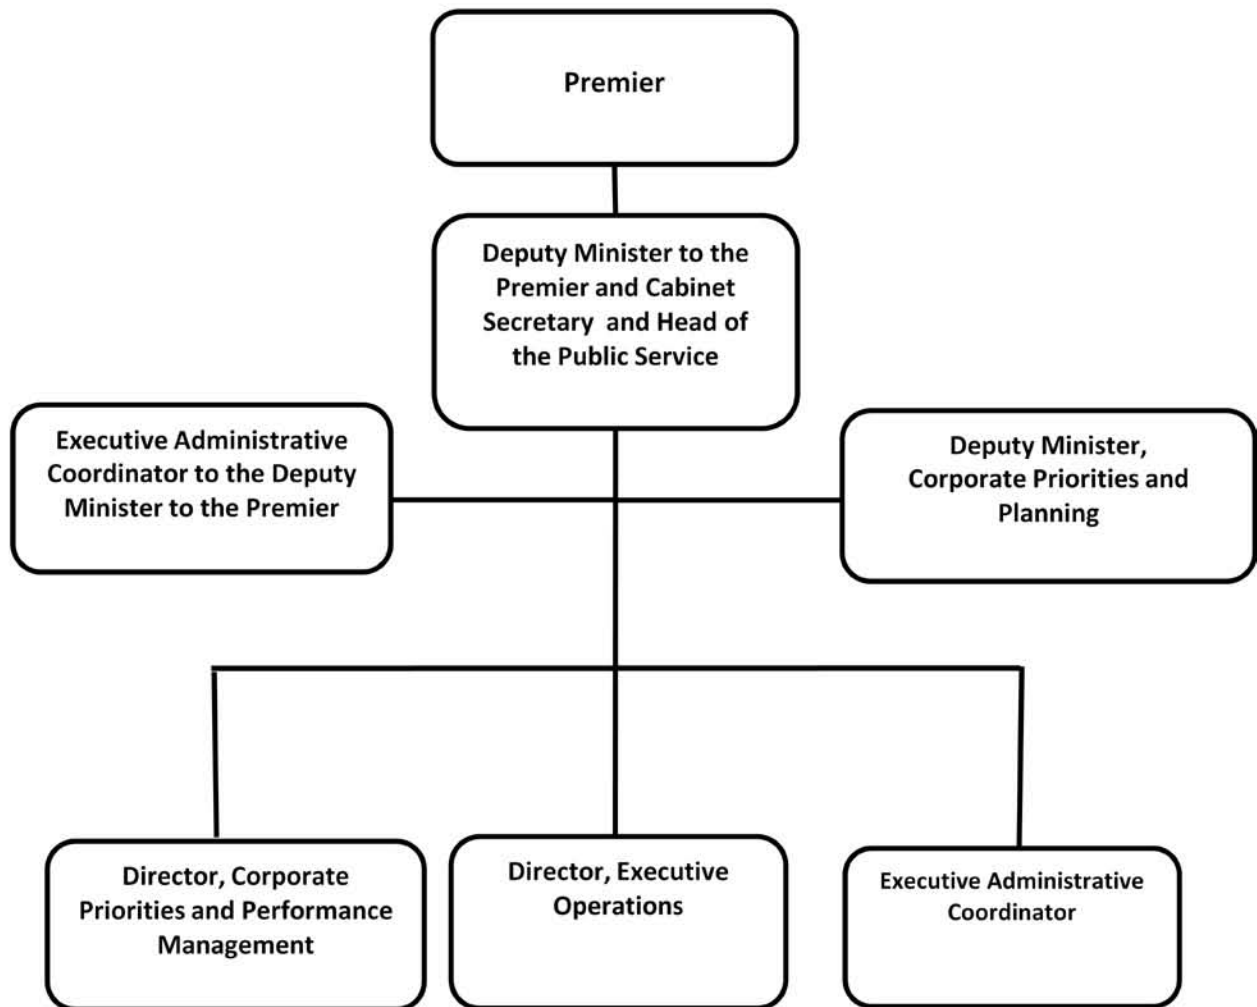 Premier
Deputy Minister to the
Premier and Cabinet
Secretary and Head of
the Public Service
Executive Administrative
Coordinator to the Deputy
Minister to the Premier
Deputy Minister,
Corporate Priorities and
Planning
Director, Corporate
Priorities and Performance
Management
Director, Executive
Operations
Executive Administrative
Coordinator